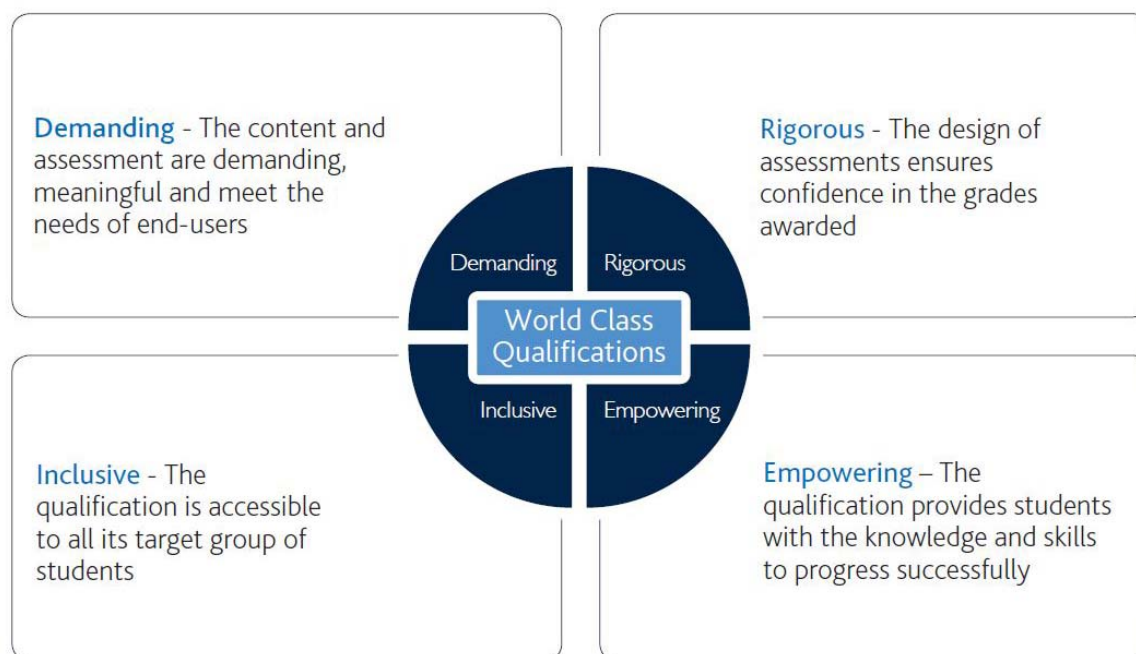 Demanding - The content and
assessment are demanding,
meaningful and meet the
needs of end-users
Rigorous - The design of
assessments ensures
confidence in the grades
awarded
Demanding
Rigorous
World Class
Qualifications
Inclusive
Empowering
Inclusive - The
qualification is accessible
to all its target group of
students
Empowering – The
qualification provides students
with the knowledge and skills
to progress successfully